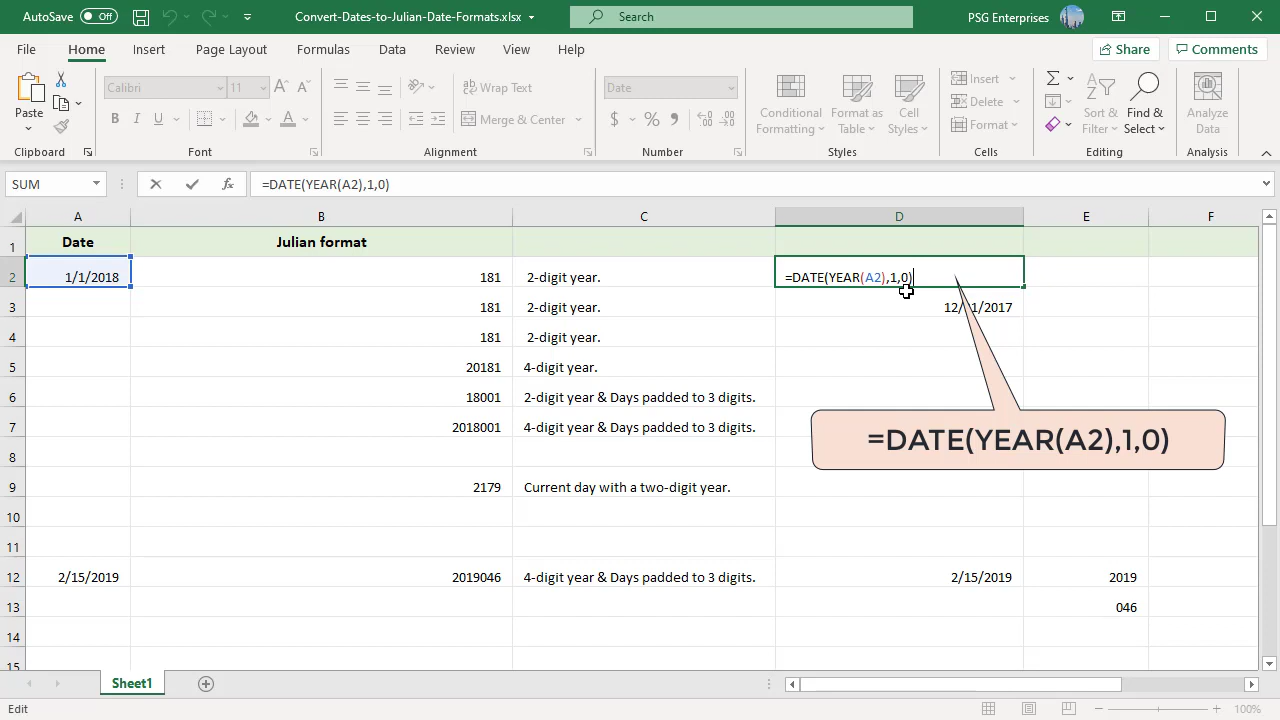 AutoSave Off Convert-Dates-to-Julian-Date-Formats.xlsx Search PSG Enterprises
File Home Insert Page Layout Formulas Data Review View Help Share Comments
Paste
Calibri 11
B I U A
Wrap Text
Merge & Center
Date
$ % ,
Conditional Formatting
Format as Table
Cell Styles
Insert
Delete
Format
Sort & Filter
Find & Select
Analyze Data
Clipboard Font Alignment Number Styles Cells Editing Analysis
SUM fx =DATE(YEAR(A2),1,0)
A B C D E F
1 Date Julian format
2 1/1/2018 181 2-digit year. =DATE(YEAR(A2),1,0)
3 181 2-digit year. 12/ 1/2017
4 181 2-digit year.
5 20181 4-digit year.
6 18001 2-digit year & Days padded to 3 digits.
7 2018001 4-digit year & Days padded to 3 digits.
=DATE(YEAR(A2),1,0)
8
9 2179 Current day with a two-digit year.
10
11
12 2/15/2019 2019046 4-digit year & Days padded to 3 digits. 2/15/2019 2019
13 046
14
15
Sheet1
Edit 100%